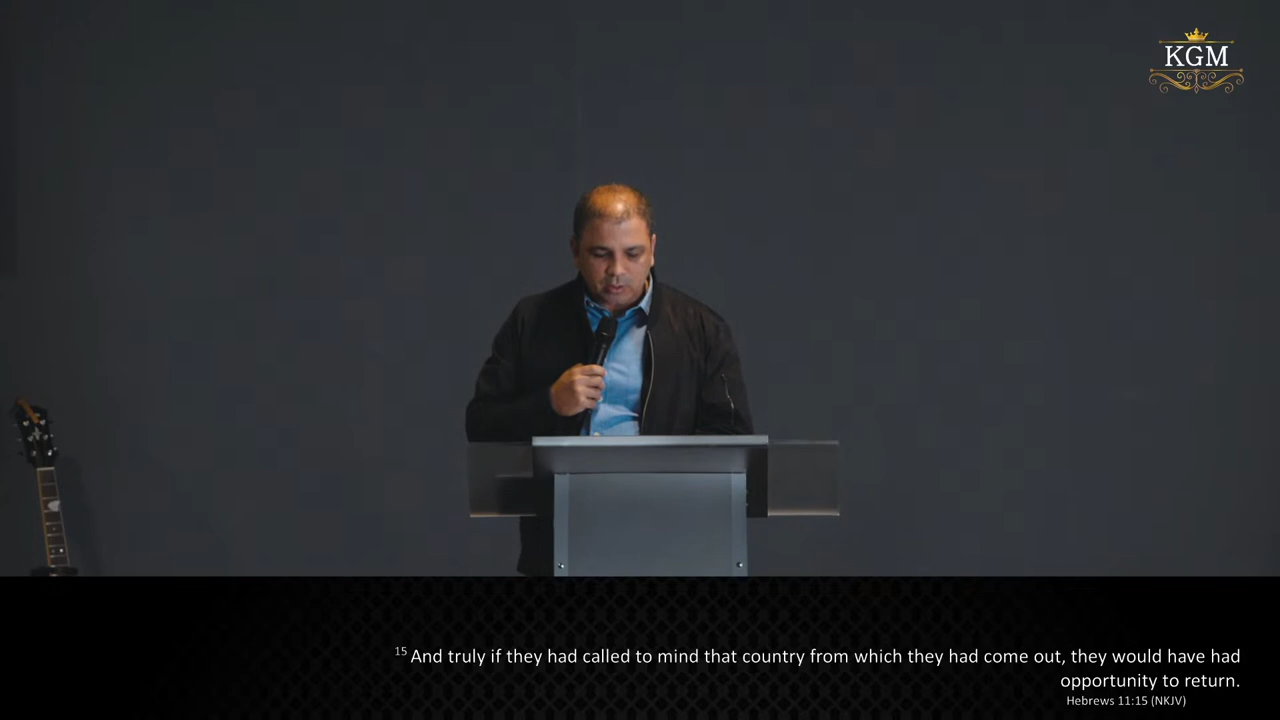 KGM
15 And truly if they had called to mind that country from which they had come out, they would have had
opportunity to return.
Hebrews 11:15 (NKJV)